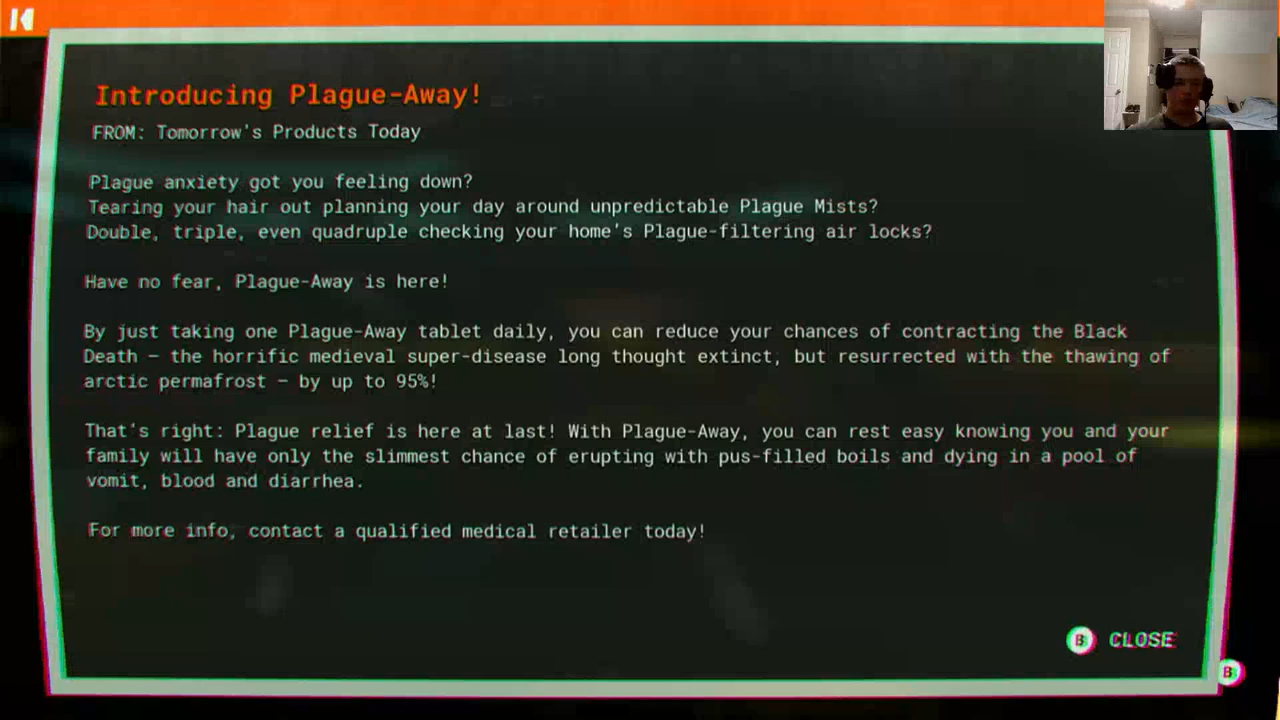 Introducing Plague-Away!
FROM: Tomorrow's Products Today
Plague anxiety got you feeling down?
Tearing your hair out planning your day around unpredictable Plague Mists?
Double, triple, even quadruple checking your home's Plague-filtering air locks?
Have no fear, Plague-Away is here!
By just taking one Plague-Away tablet daily, you can reduce your chances of contracting the Black
Death – the horrific medieval super-disease long thought extinct, but resurrected with the thawing of
arctic permafrost – by up to 95%!
That's right: Plague relief is here at last! With Plague-Away, you can rest easy knowing you and your
family will have only the slimmest chance of erupting with pus-filled boils and dying in a pool of
vomit, blood and diarrhea.
For more info, contact a qualified medical retailer today!
B CLOSE
B